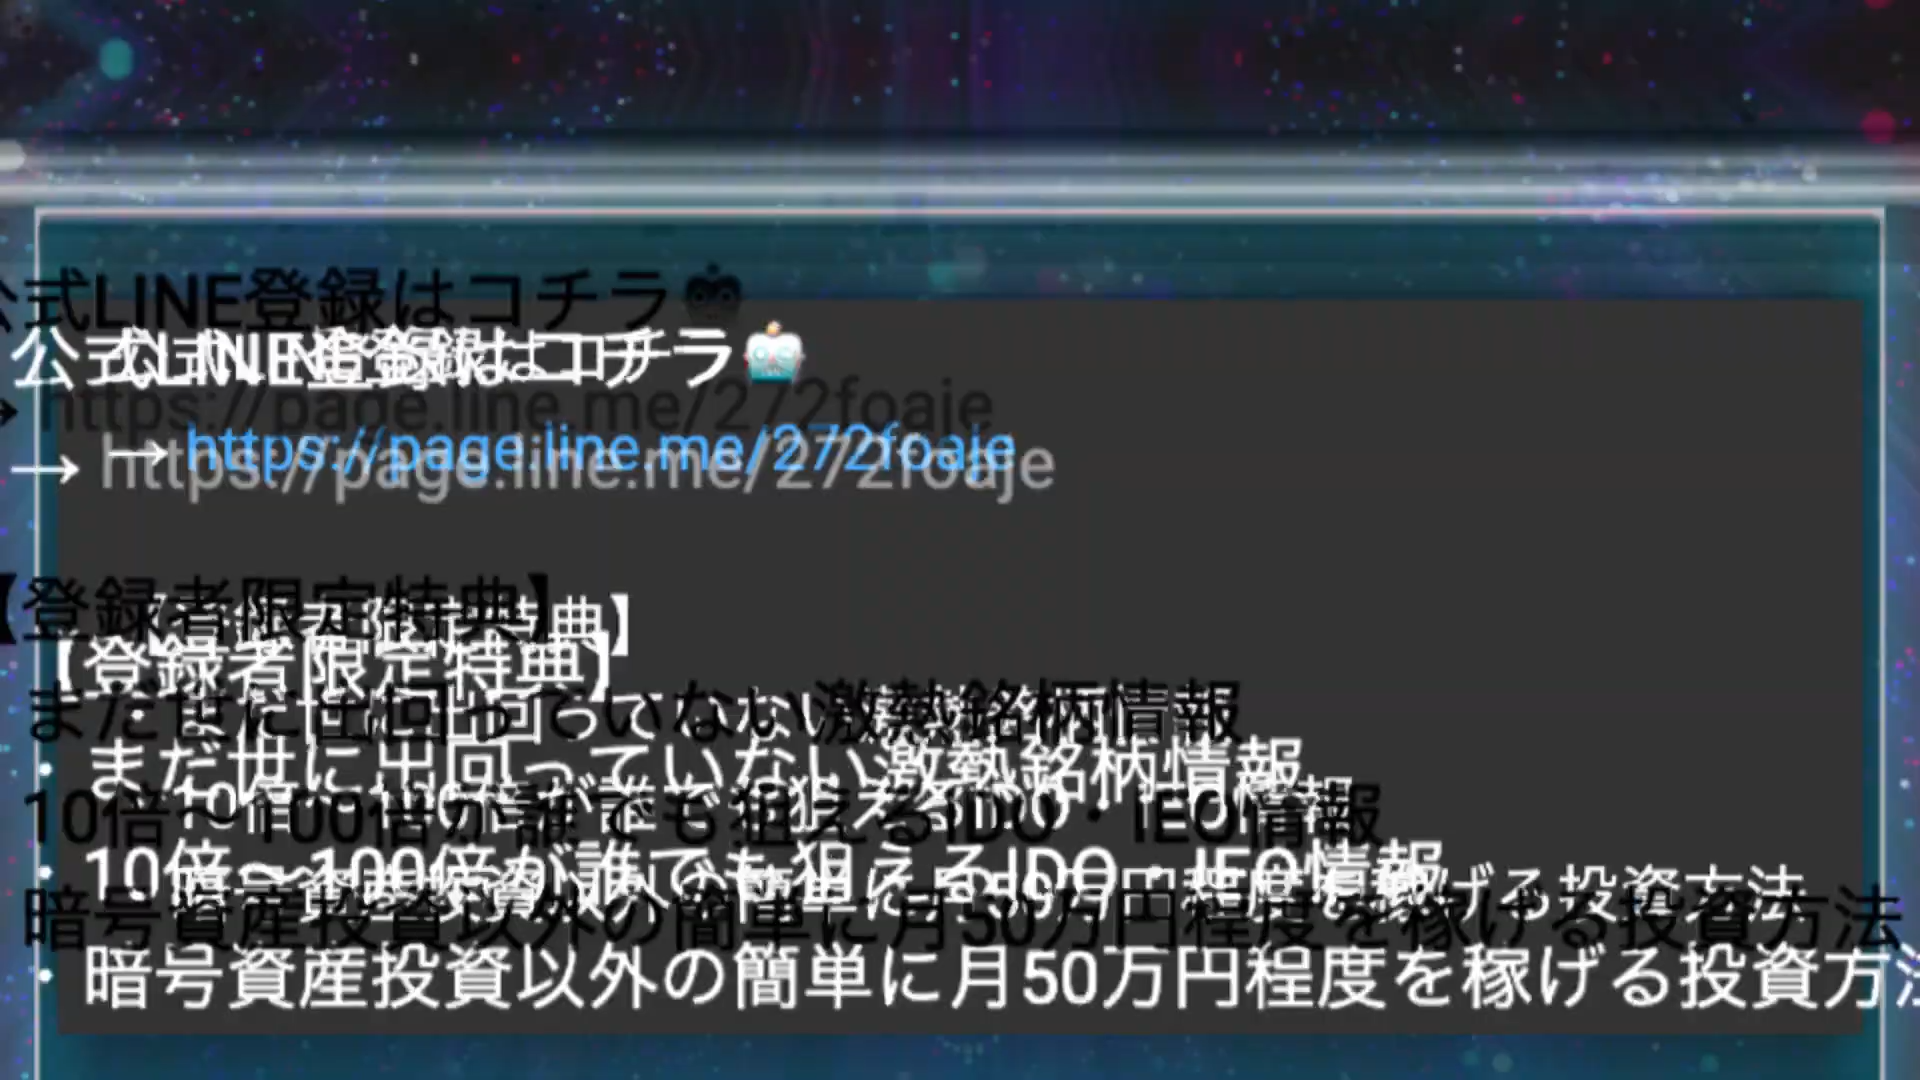 公式LINE登録はコチラ🤖
→ https://page.line.me/272foaje
【登録者限定特典】
・まだ世に出回っていない激熱銘柄情報
・10倍〜100倍が誰でも狙えるIDO・IEO情報
・暗号資産投資以外の簡単に月50万円程度を稼げる投資方法